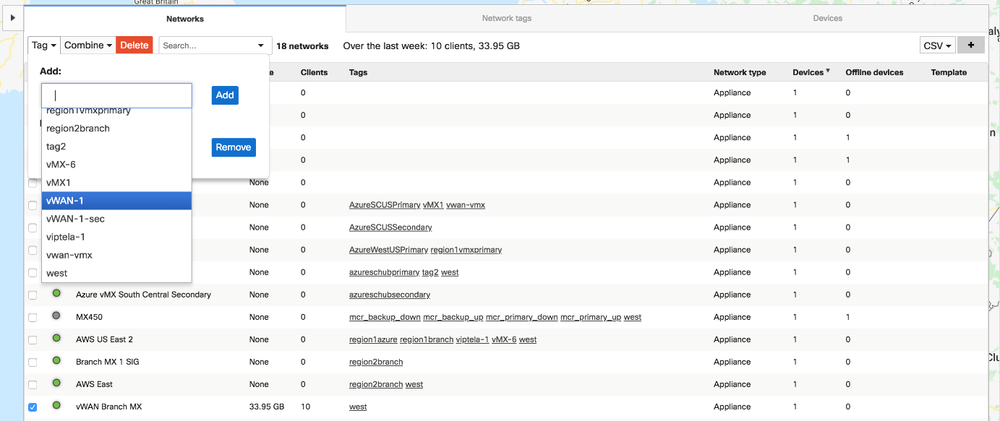 Great Britain
Networks Network tags Devices
Tag Combine Delete Search... 18 networks Over the last week: 10 clients, 33.95 GB CSV +
Add:
e Clients Tags Network type Devices Offline devices Template
Add
0 Appliance 1 0
region1vmxprimary 0 Appliance 1 0
region2branch
0 Appliance 1 1
tag2 Remove
vMX-6 0 Appliance 1 1
vMX1 None 0 Appliance 1 0
vWAN-1 None 0 AzureSCUSPrimary vMX1 vwan-vmx Appliance 1 0
vWAN-1-sec None 0 AzureSCUSSecondary Appliance 1 0
viptela-1
vwan-vmx None 0 AzureWestUSPrimary region1vmxprimary Appliance 1 0
west None 0 azureschubprimary tag2 west Appliance 1 0
Azure vMX South Central Secondary None 0 azureschubsecondary Appliance 1 0
MX450 None 0 mcr_backup_down mcr_backup_up mcr_primary_down mcr_primary_up west Appliance 1 1
AWS US East 2 None 0 region1azure region1branch viptela-1 vMX-6 west Appliance 1 0
Branch MX 1 SIG None 0 region2branch Appliance 1 0
AWS East None 0 region2branch west Appliance 1 0
vWAN Branch MX 33.95 GB 10 west Appliance 1 0